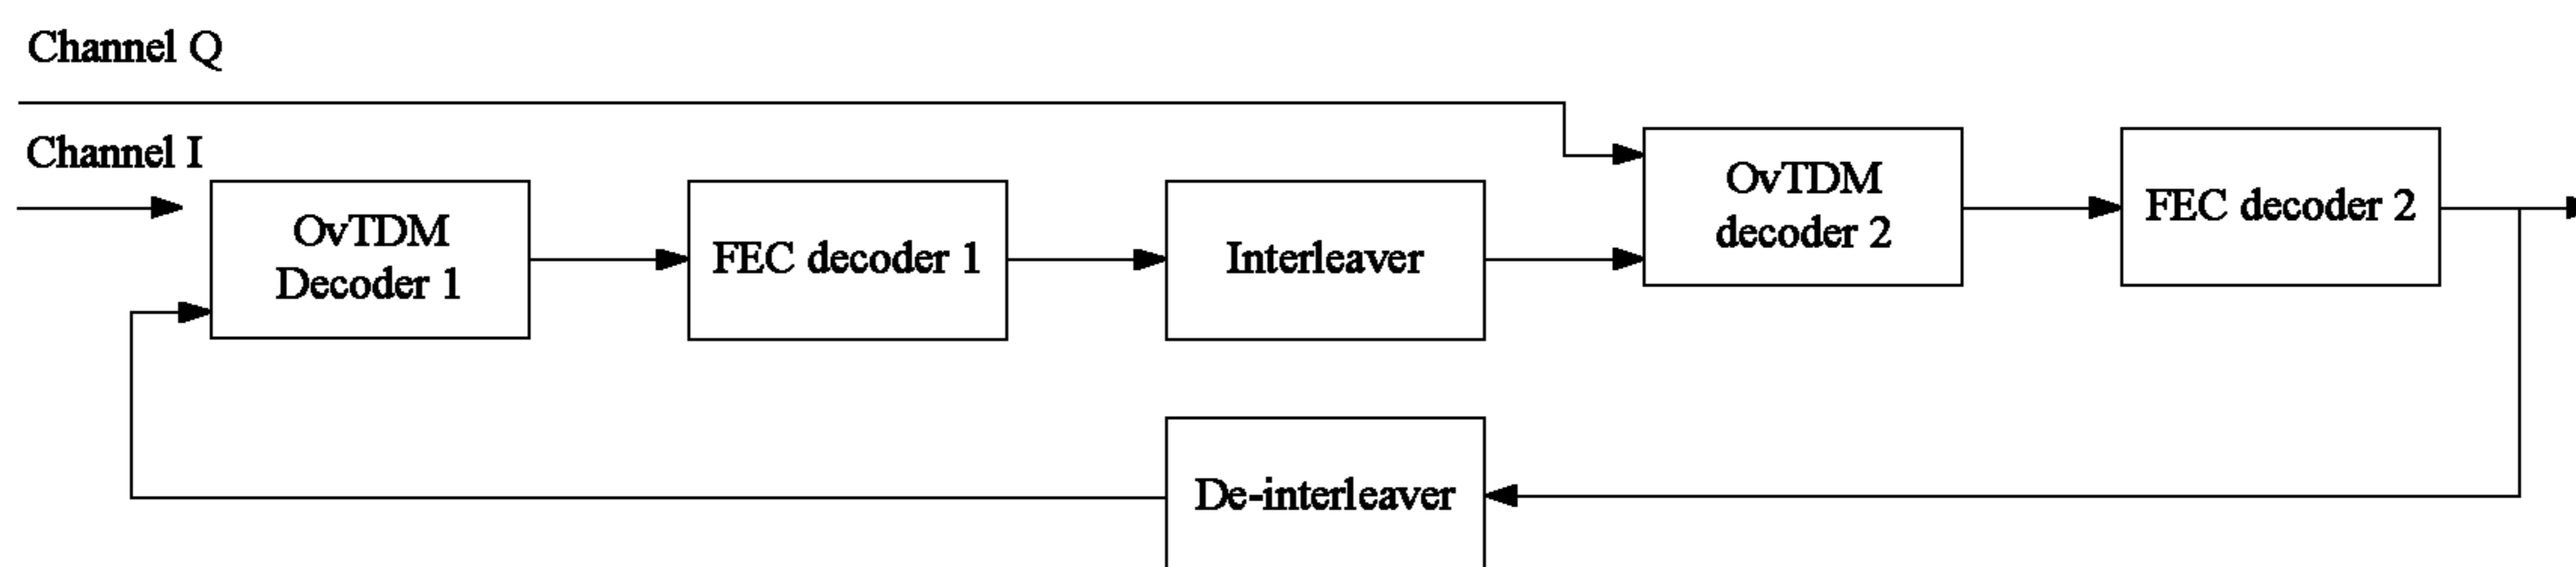 Channel Q
Channel I
OvTDM
Decoder 1
FEC decoder 1
Interleaver
OvTDM
decoder 2
FEC decoder 2
De-interleaver